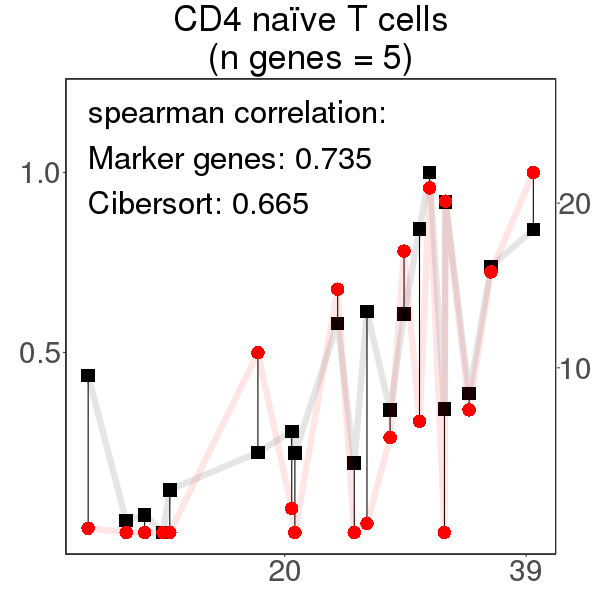 CD4 naïve T cells
(n genes = 5)
spearman correlation:
Marker genes: 0.735
Cibersort: 0.665
1.0
0.5
20
10
20
39